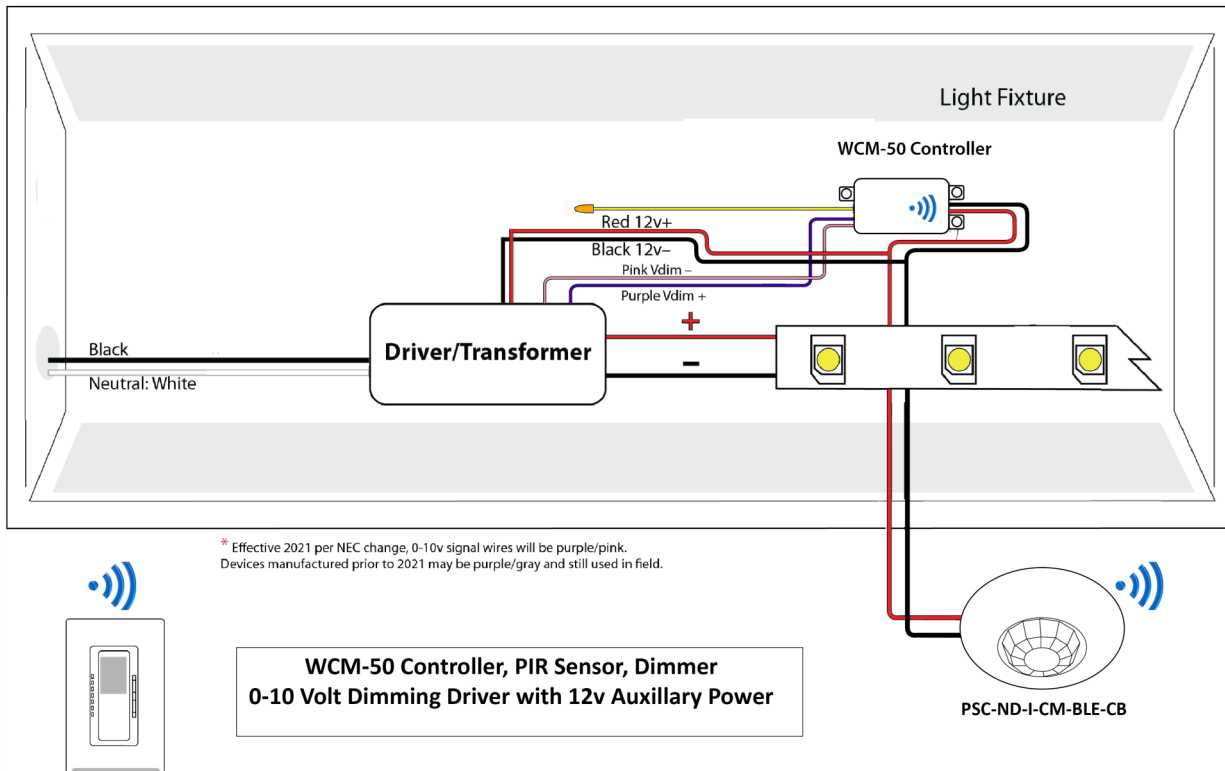 Light Fixture
WCM-50 Controller
Red 12v+
Black 12v–
Pink Vdim –
Purple Vdim +
+
–
Driver/Transformer
Black
Neutral: White
* Effective 2021 per NEC change, 0-10v signal wires will be purple/pink.
Devices manufactured prior to 2021 may be purple/gray and still used in field.
WCM-50 Controller, PIR Sensor, Dimmer
0-10 Volt Dimming Driver with 12v Auxillary Power
PSC-ND-I-CM-BLE-CB